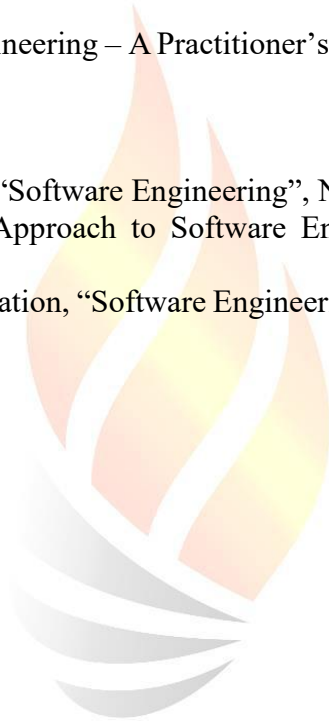 neering – A Practitioner’s
“Software Engineering”, N
Approach to Software En
ation, “Software Engineer